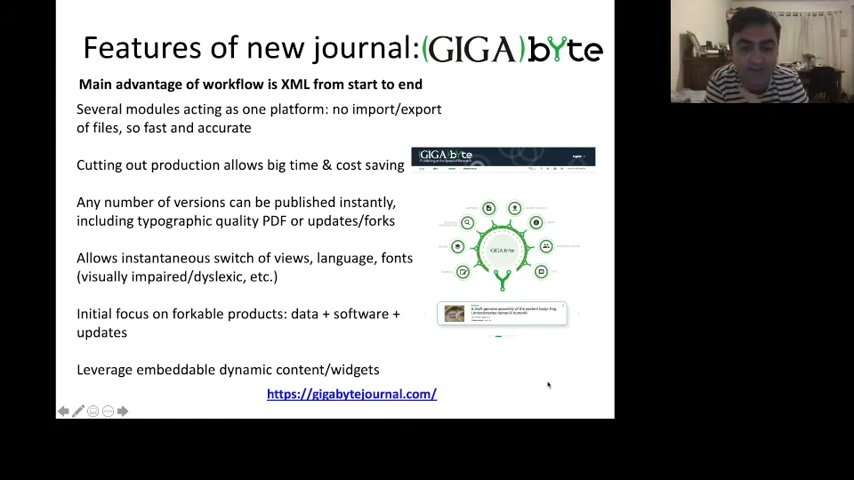 Features of new journal: (GIGA)byte
Main advantage of workflow is XML from start to end
Several modules acting as one platform: no import/export
of files, so fast and accurate
Cutting out production allows big time & cost saving
Any number of versions can be published instantly,
including typographic quality PDF or updates/forks
Allows instantaneous switch of views, language, fonts
(visually impaired/dyslexic, etc.)
Initial focus on forkable products: data + software +
updates
Leverage embeddable dynamic content/widgets
https://gigabytejournal.com/
(GIGA)byte
(GIGA)byte